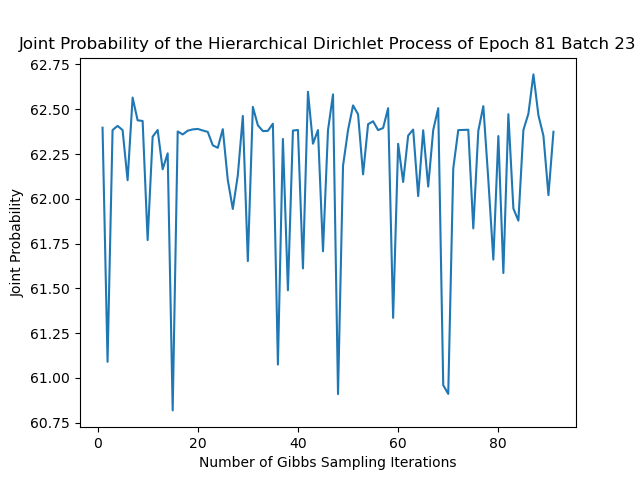 Joint Probability of the Hierarchical Dirichlet Process of Epoch 81 Batch 23
62.75
62.50
62.25
62.00
61.75
61.50
61.25
61.00
60.75
Joint Probability
0 20 40 60 80
Number of Gibbs Sampling Iterations